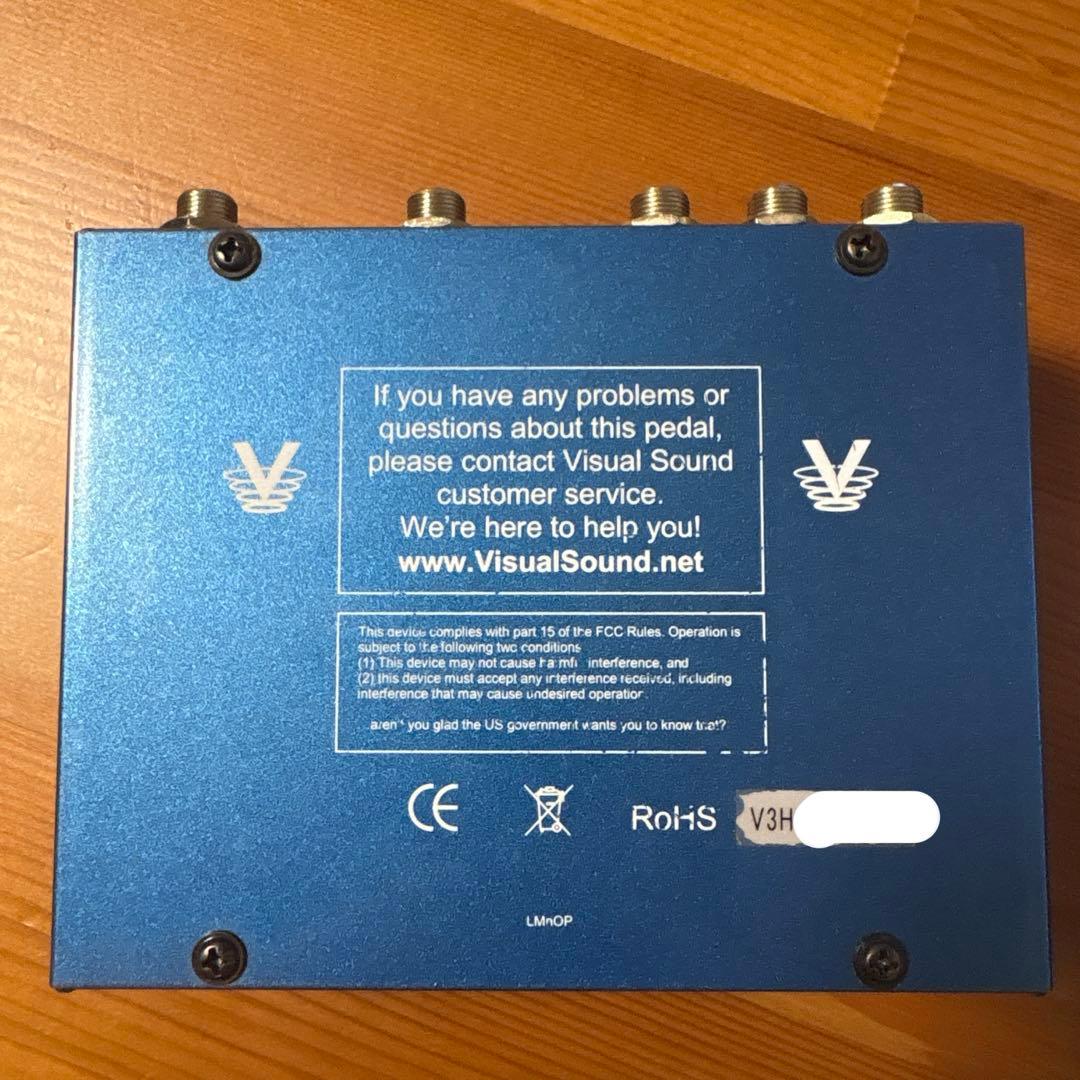 If you have any problems or
questions about this pedal,
please contact Visual Sound
customer service.
We're here to help you!
www.VisualSound.net
This device complies with part 15 of the FCC Rules. Operation is
subject to the following two conditions
(1) This device may not cause harmful interference, and
(2) this device must accept any interference received, including
interference that may cause undesired operation.
aren't you glad the US government wants you to know that?
CE
RoHS
V3H
LMnOP